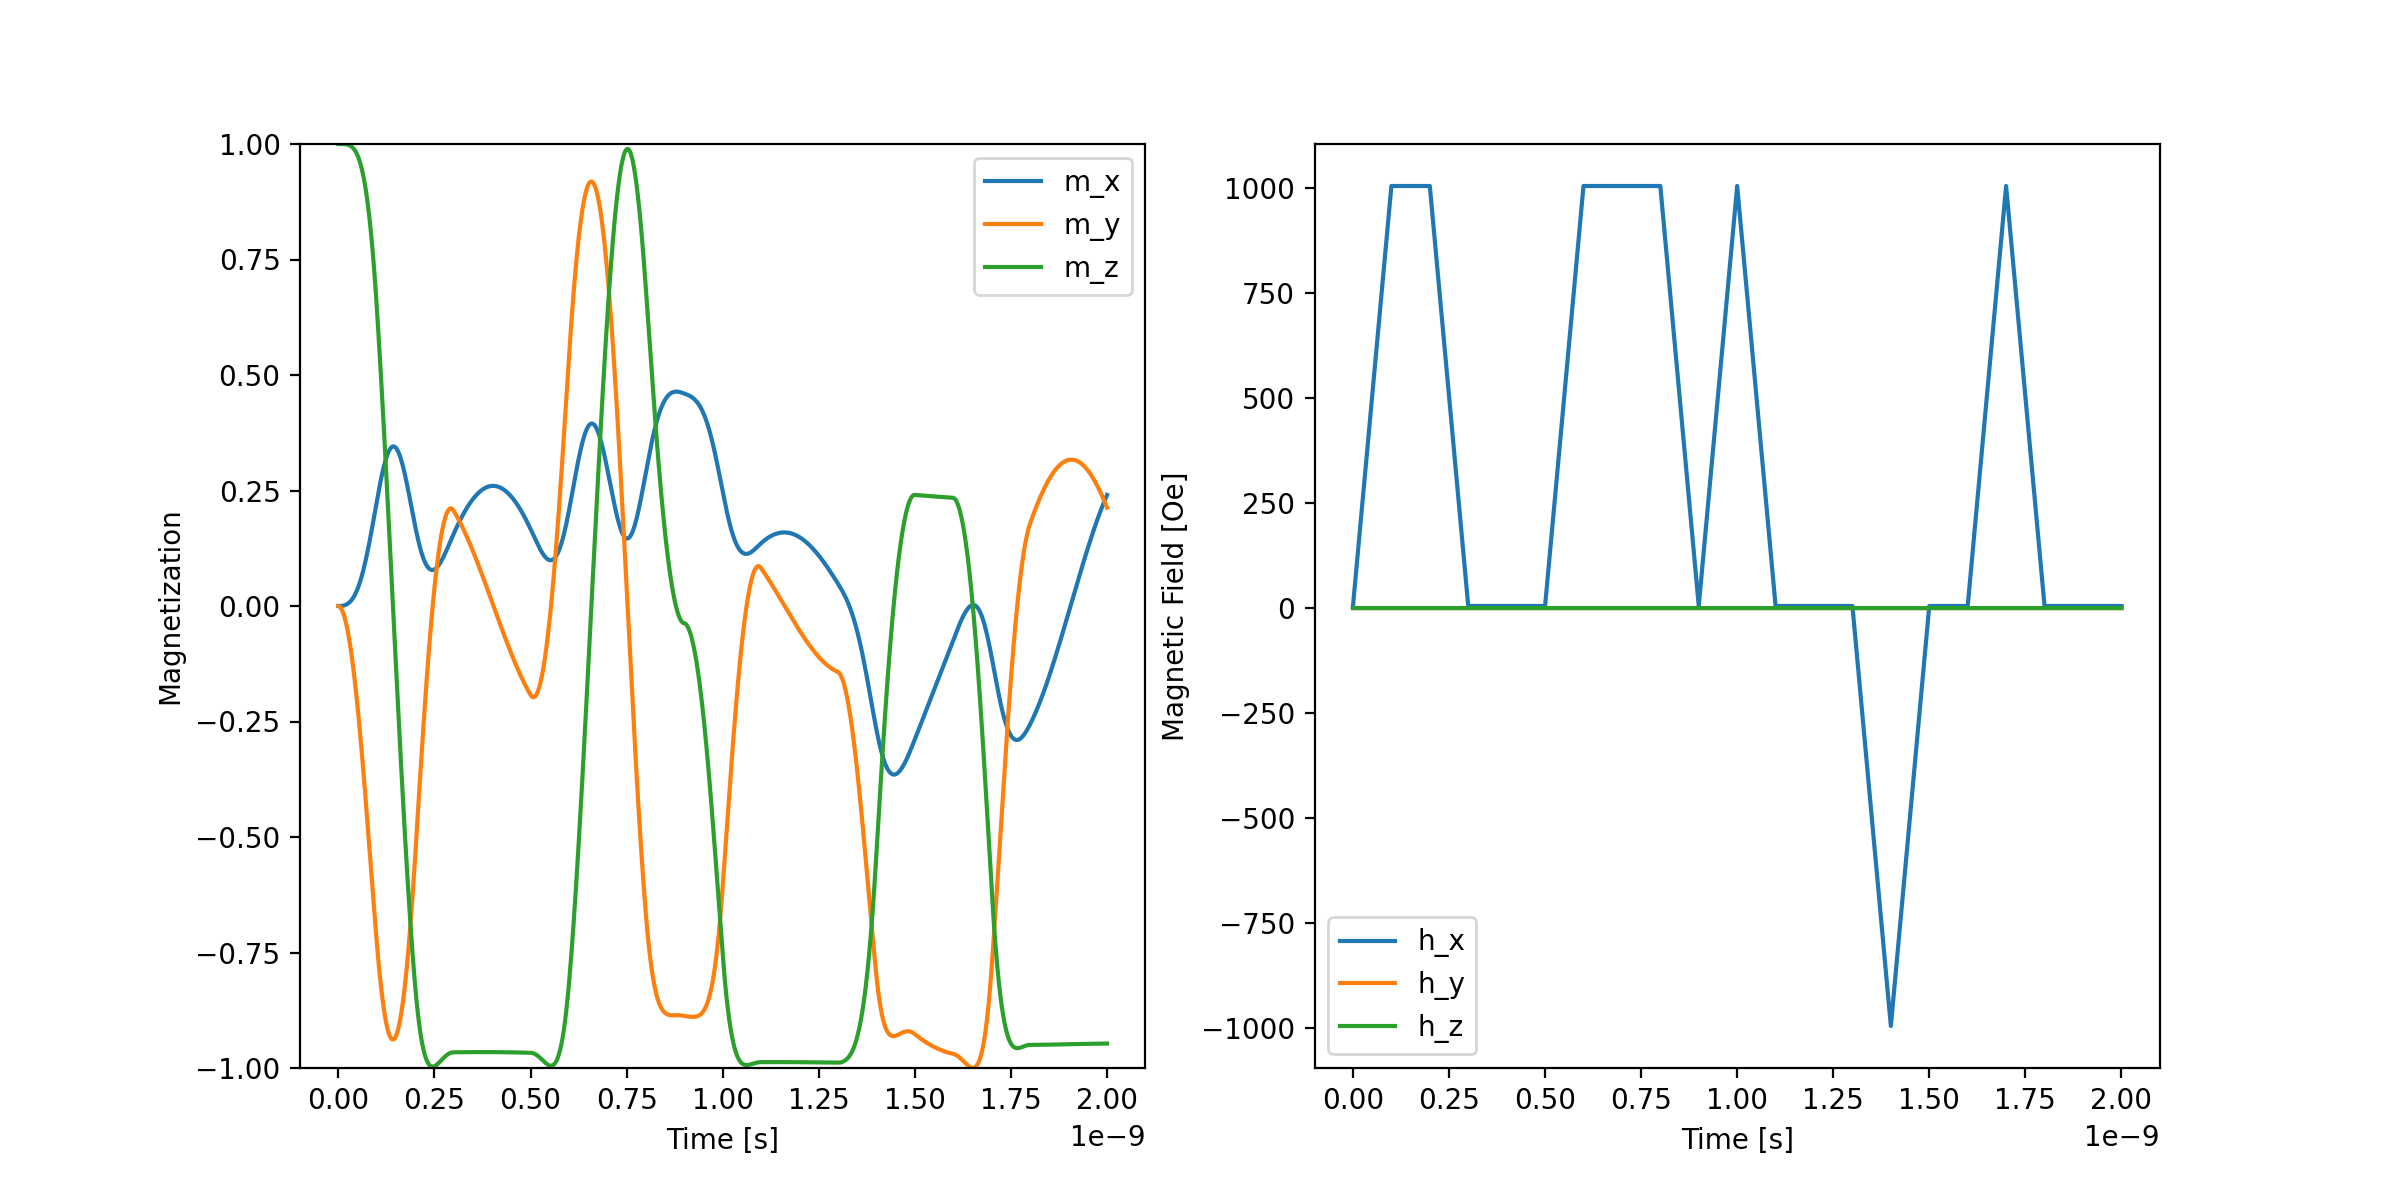 1.00
0.75
0.50
0.25
0.00
−0.25
−0.50
−0.75
−1.00
Magnetization
m_x
m_y
m_z
0.00 0.25 0.50 0.75 1.00 1.25 1.50 1.75 2.00
Time [s]
1e−9
1000
750
500
250
0
−250
−500
−750
−1000
Magnetic Field [Oe]
h_x
h_y
h_z
0.00 0.25 0.50 0.75 1.00 1.25 1.50 1.75 2.00
Time [s]
1e−9